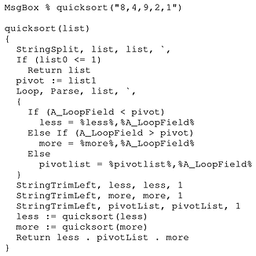 MsgBox % quicksort("8,4,9,2,1")
quicksort(list)
{
StringSplit, list, list, `,
If (list0 <= 1)
Return list
pivot := list1
Loop, Parse, list, `,
{
If (A_LoopField < pivot)
less = %less%,%A_LoopField%
Else If (A_LoopField > pivot)
more = %more%,%A_LoopField%
Else
pivotlist = %pivotlist%,%A_LoopField%
}
StringTrimLeft, less, less, 1
StringTrimLeft, more, more, 1
StringTrimLeft, pivotList, pivotList, 1
less := quicksort(less)
more := quicksort(more)
Return less . pivotList . more
}